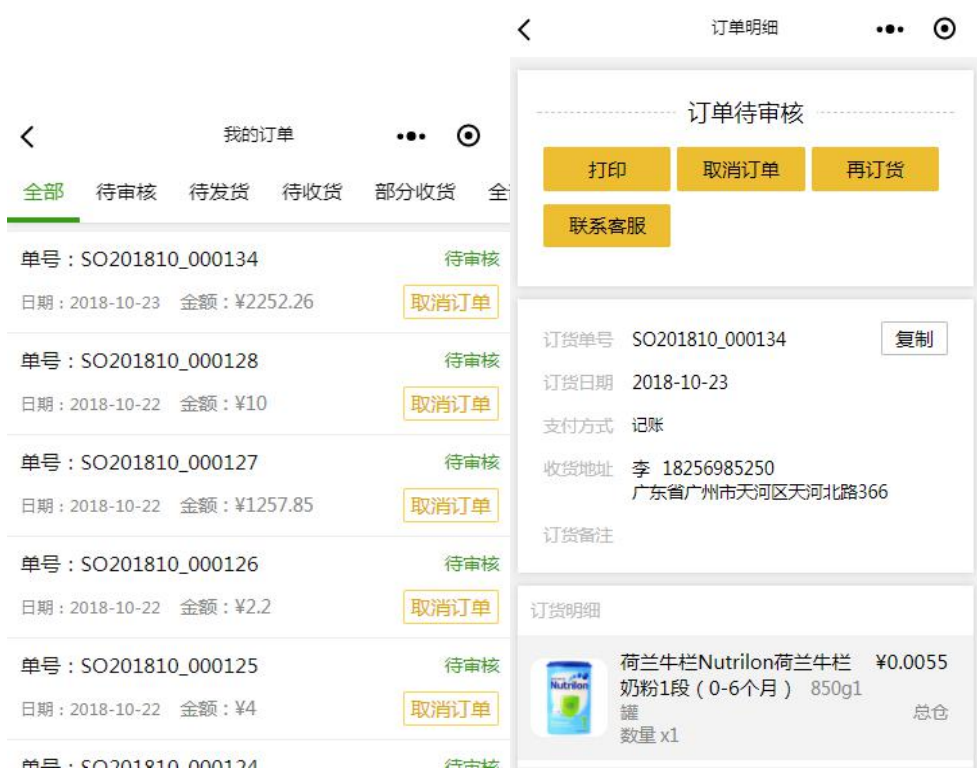 我的订单
全部 待审核 待发货 待收货 部分收货 全
单号：SO201810_000134 待审核
日期：2018-10-23 金额：¥2252.26 取消订单
单号：SO201810_000128 待审核
日期：2018-10-22 金额：¥10 取消订单
单号：SO201810_000127 待审核
日期：2018-10-22 金额：¥1257.85 取消订单
单号：SO201810_000126 待审核
日期：2018-10-22 金额：¥2.2 取消订单
单号：SO201810_000125 待审核
日期：2018-10-22 金额：¥4 取消订单
单号：SO201810_000124 待审核
订单明细
订单待审核
打印 取消订单 再订货
联系客服
订货单号 SO201810_000134 复制
订货日期 2018-10-23
支付方式 记账
收货地址 李 18256985250
广东省广州市天河区天河北路366
订货备注
订货明细
Nutrilon
荷兰牛栏Nutrilon荷兰牛栏 ¥0.0055
奶粉1段（0-6个月） 850g1
罐 总仓
数量 x1